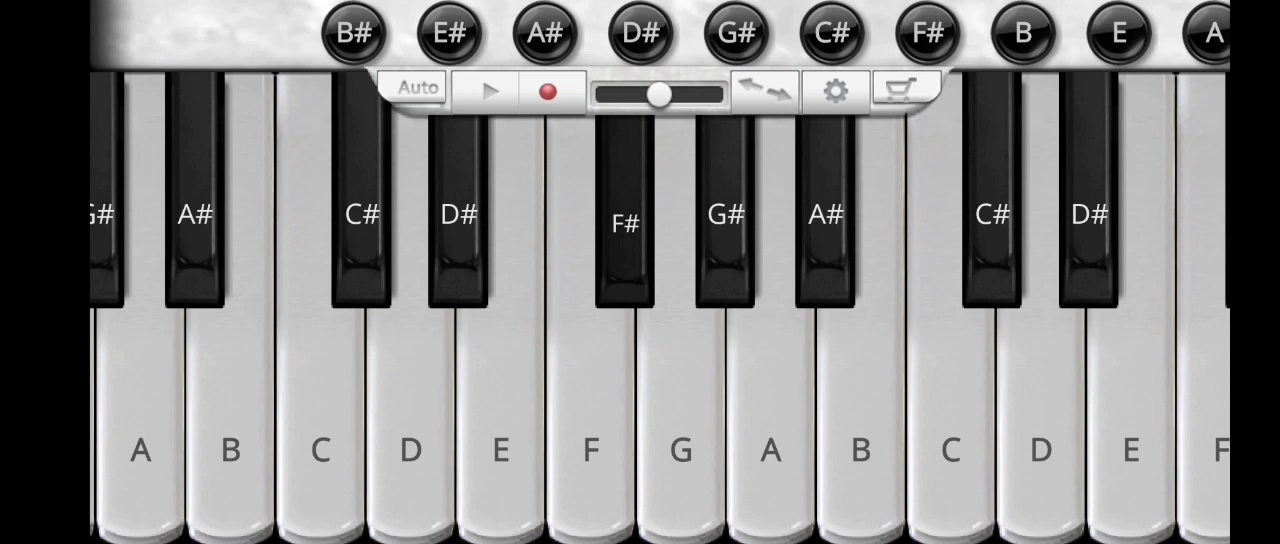 B# E# A# D# G# C# F# B E A
Auto
G# A# C# D# F# G# A# C# D#
A B C D E F G A B C D E F